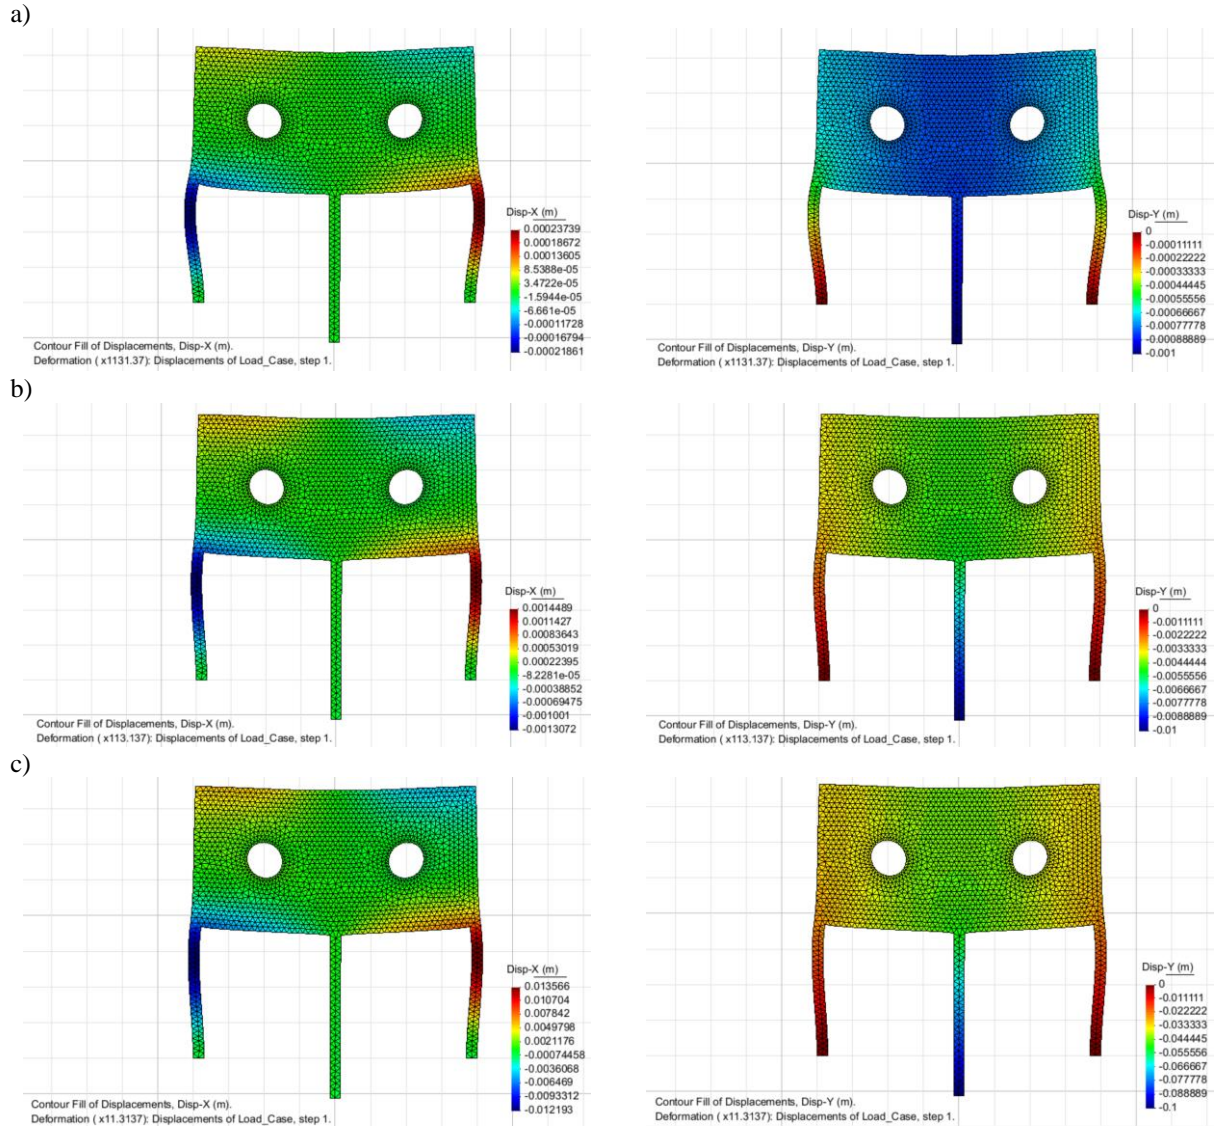 a)
Disp-X (m)
0.00023739
0.00018672
0.00013605
8.5388e-05
3.4722e-05
-1.5944e-05
-6.661e-05
-0.00011728
-0.00016794
-0.00021861
Contour Fill of Displacements, Disp-X (m).
Deformation ( x1131.37): Displacements of Load_Case, step 1.
Disp-Y (m)
0
-0.00011111
-0.00022222
-0.00033333
-0.00044445
-0.00055556
-0.00066667
-0.00077778
-0.00088889
-0.001
Contour Fill of Displacements, Disp-Y (m).
Deformation ( x1131.37): Displacements of Load_Case, step 1.
b)
Disp-X (m)
0.0014489
0.0011427
0.00083643
0.00053019
0.00022395
-8.2281e-05
-0.00038852
-0.00069475
-0.001001
-0.0013072
Contour Fill of Displacements, Disp-X (m).
Deformation ( x113.137): Displacements of Load_Case, step 1.
Disp-Y (m)
0
-0.0011111
-0.0022222
-0.0033333
-0.0044444
-0.0055556
-0.0066667
-0.0077778
-0.0088889
-0.01
Contour Fill of Displacements, Disp-Y (m).
Deformation ( x113.137): Displacements of Load_Case, step 1.
c)
Disp-X (m)
0.013566
0.010704
0.007842
0.0049798
0.0021176
-0.00074458
-0.0036068
-0.006469
-0.0093312
-0.012193
Contour Fill of Displacements, Disp-X (m).
Deformation ( x11.3137): Displacements of Load_Case, step 1.
Disp-Y (m)
0
-0.011111
-0.022222
-0.033333
-0.044445
-0.055556
-0.066667
-0.077778
-0.088889
-0.1
Contour Fill of Displacements, Disp-Y (m).
Deformation ( x11.3137): Displacements of Load_Case, step 1.